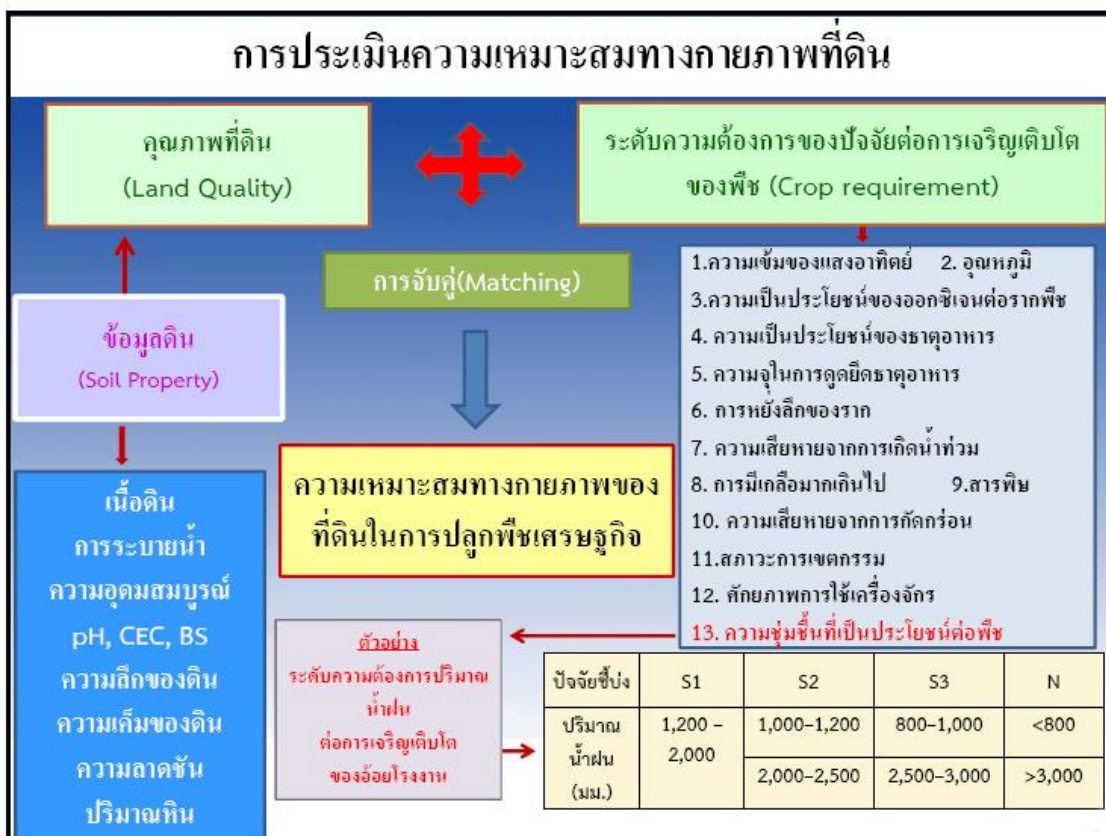 การประเมินความเหมาะสมทางกายภาพที่ดิน
คุณภาพที่ดิน
(Land Quality)
ระดับความต้องการของปัจจัยต่อการเจริญเติบโต
ของพืช (Crop requirement)
การจับคู่(Matching)
ข้อมูลดิน
(Soil Property)
1.ความเข้มของแสงอาทิตย์ 2. อุณหภูมิ
3.ความเป็นประโยชน์ของออกซิเจนต่อรากพืช
4. ความเป็นประโยชน์ของธาตุอาหาร
5. ความจุในการดูดยึดธาตุอาหาร
6. การหยั่งลึกของราก
7. ความเสียหายจากการเกิดน้ำท่วม
8. การมีเกลือมากเกินไป 9.สารพิษ
10. ความเสียหายจากการกัดกร่อน
11.สภาวะการเขตกรรม
12. ศักยภาพการใช้เครื่องจักร
13. ความชุ่มชื้นที่เป็นประโยชน์ต่อพืช
ความเหมาะสมทางกายภาพของ
ที่ดินในการปลูกพืชเศรษฐกิจ
เนื้อดิน
การระบายน้ำ
ความอุดมสมบูรณ์
pH, CEC, BS
ความลึกของดิน
ความเค็มของดิน
ความลาดชัน
ปริมาณหิน
ตัวอย่าง
ระดับความต้องการปริมาณ
น้ำฝน
ต่อการเจริญเติบโต
ของอ้อยโรงงาน
ปัจจัยชี้บ่ง S1 S2 S3 N
ปริมาณ 1,200 – 1,000–1,200 800–1,000 <800
น้ำฝน 2,000 2,000–2,500 2,500–3,000 >3,000
(มม.)